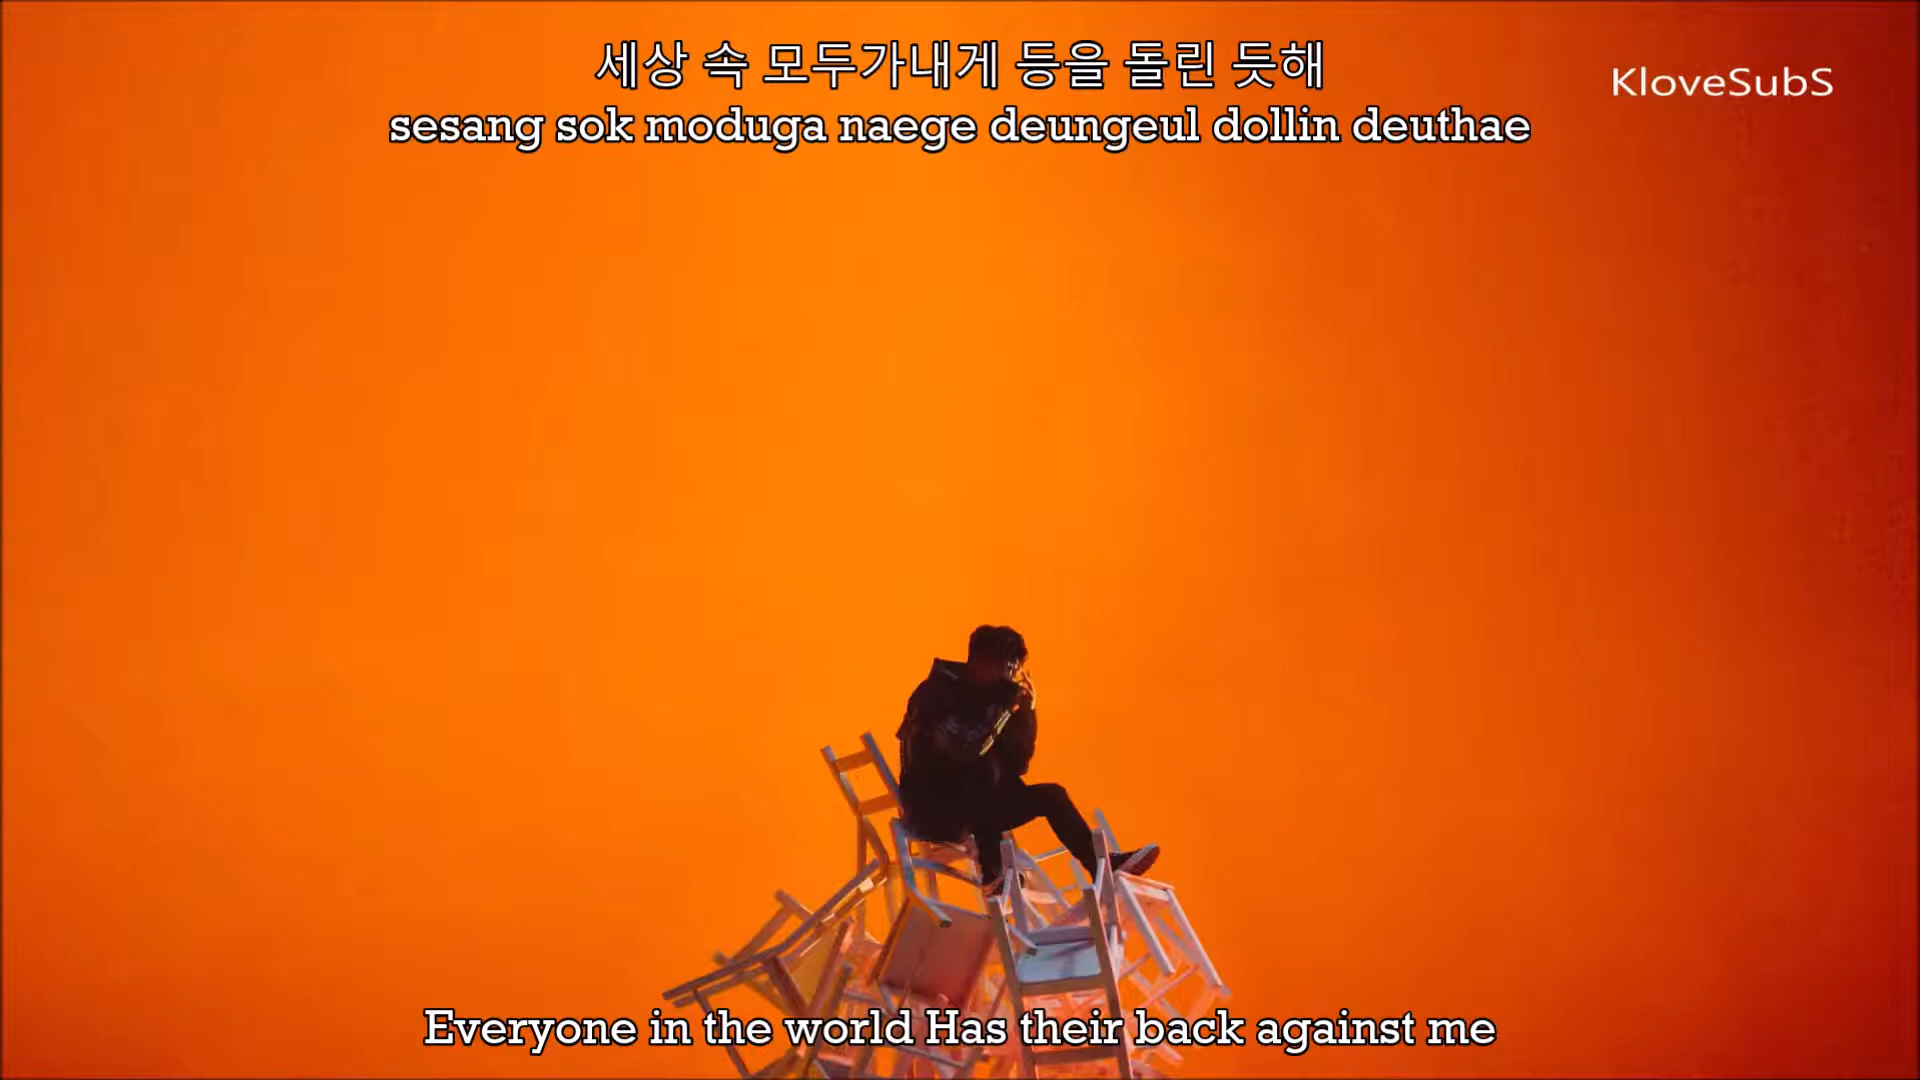 세상 속 모두가내게 등을 돌린 듯해
KloveSubS
sesang sok moduga naege deungeul dollin deuthae
Everyone in the world Has their back against me